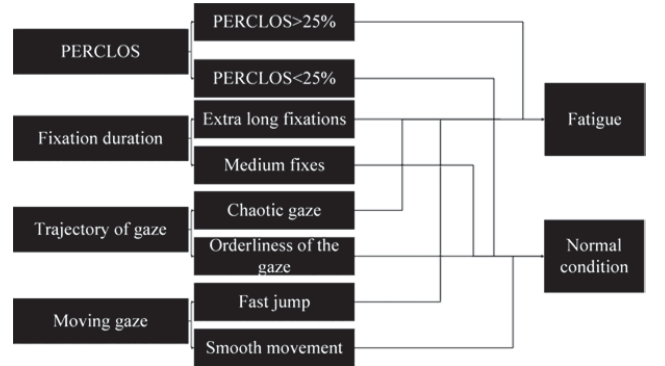 PERCLOS
PERCLOS>25%
PERCLOS<25%
Fixation duration
Extra long fixations
Medium fixes
Trajectory of gaze
Chaotic gaze
Orderliness of the
gaze
Moving gaze
Fast jump
Smooth movement
Fatigue
Normal
condition